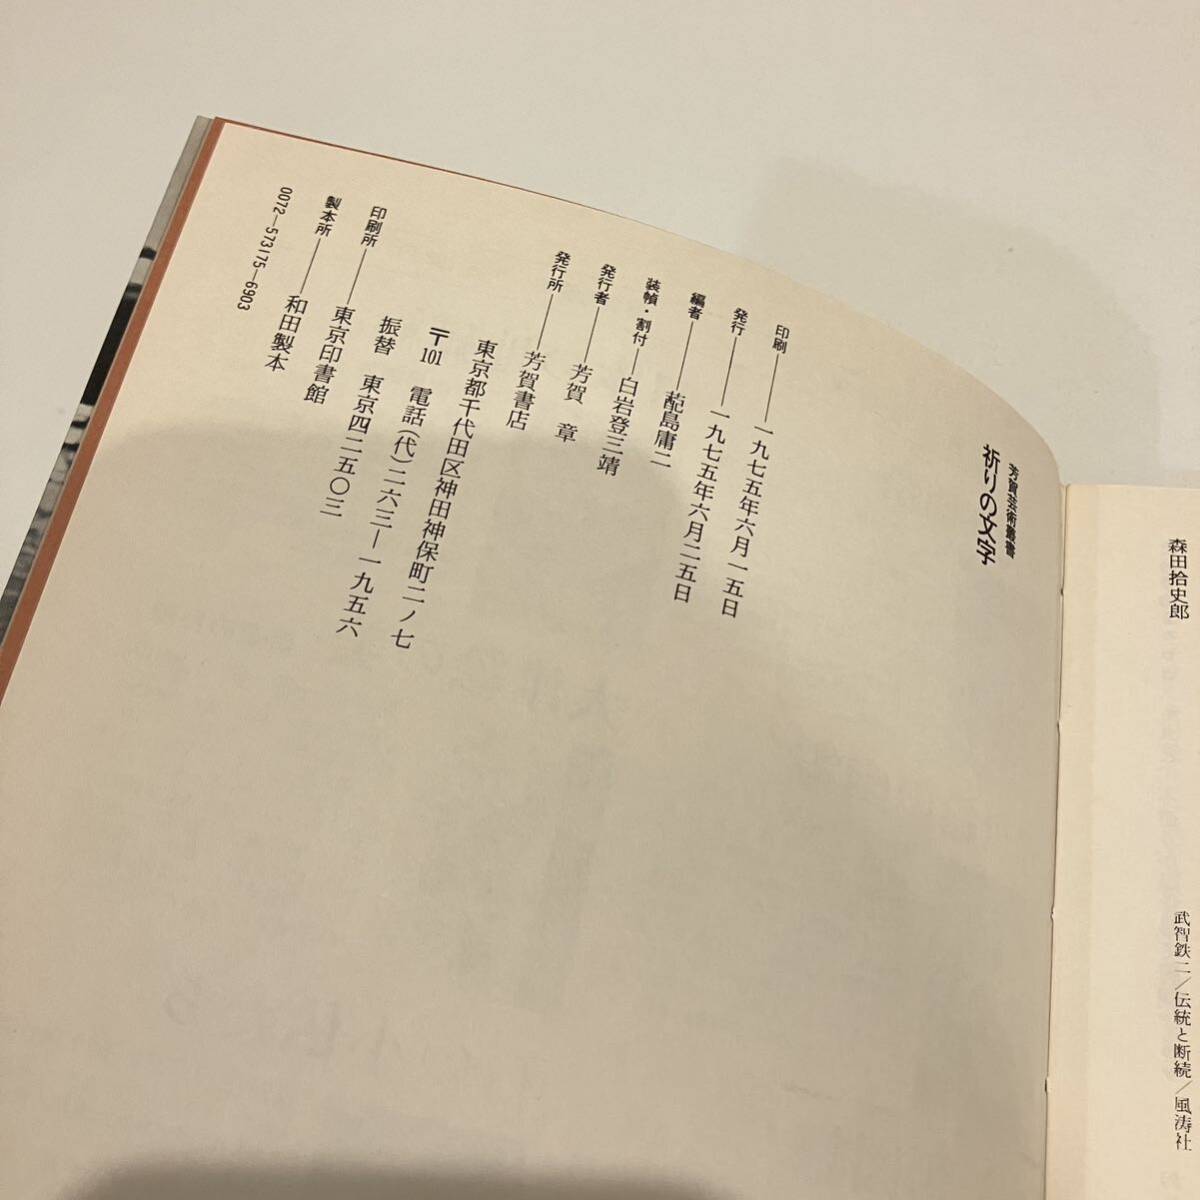 森田拾史郎
武智鉄二／伝統と断続／風涛社
芳賀芸術叢書
祈りの文字
印刷――一九七五年六月一五日
発行――一九七五年六月二五日
編者――萩島庸二
装幀・割付――白岩登三靖
発行者――芳賀 章
発行所――芳賀書店
東京都千代田区神田神保町二ノ七
〒101 電話(代)二六三―一九五六
振替 東京四二五〇三
印刷所――東京印書館
製本所――和田製本
0072―573175―6903